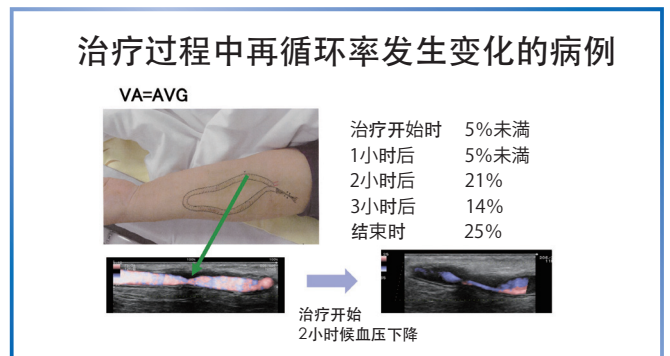 治疗过程中再循环率发生变化的病例
VA=AVG
治疗开始时 5%未満
1小时后 5%未満
2小时后 21%
3小时后 14%
结束时 25%
治疗开始
2小时候血压下降